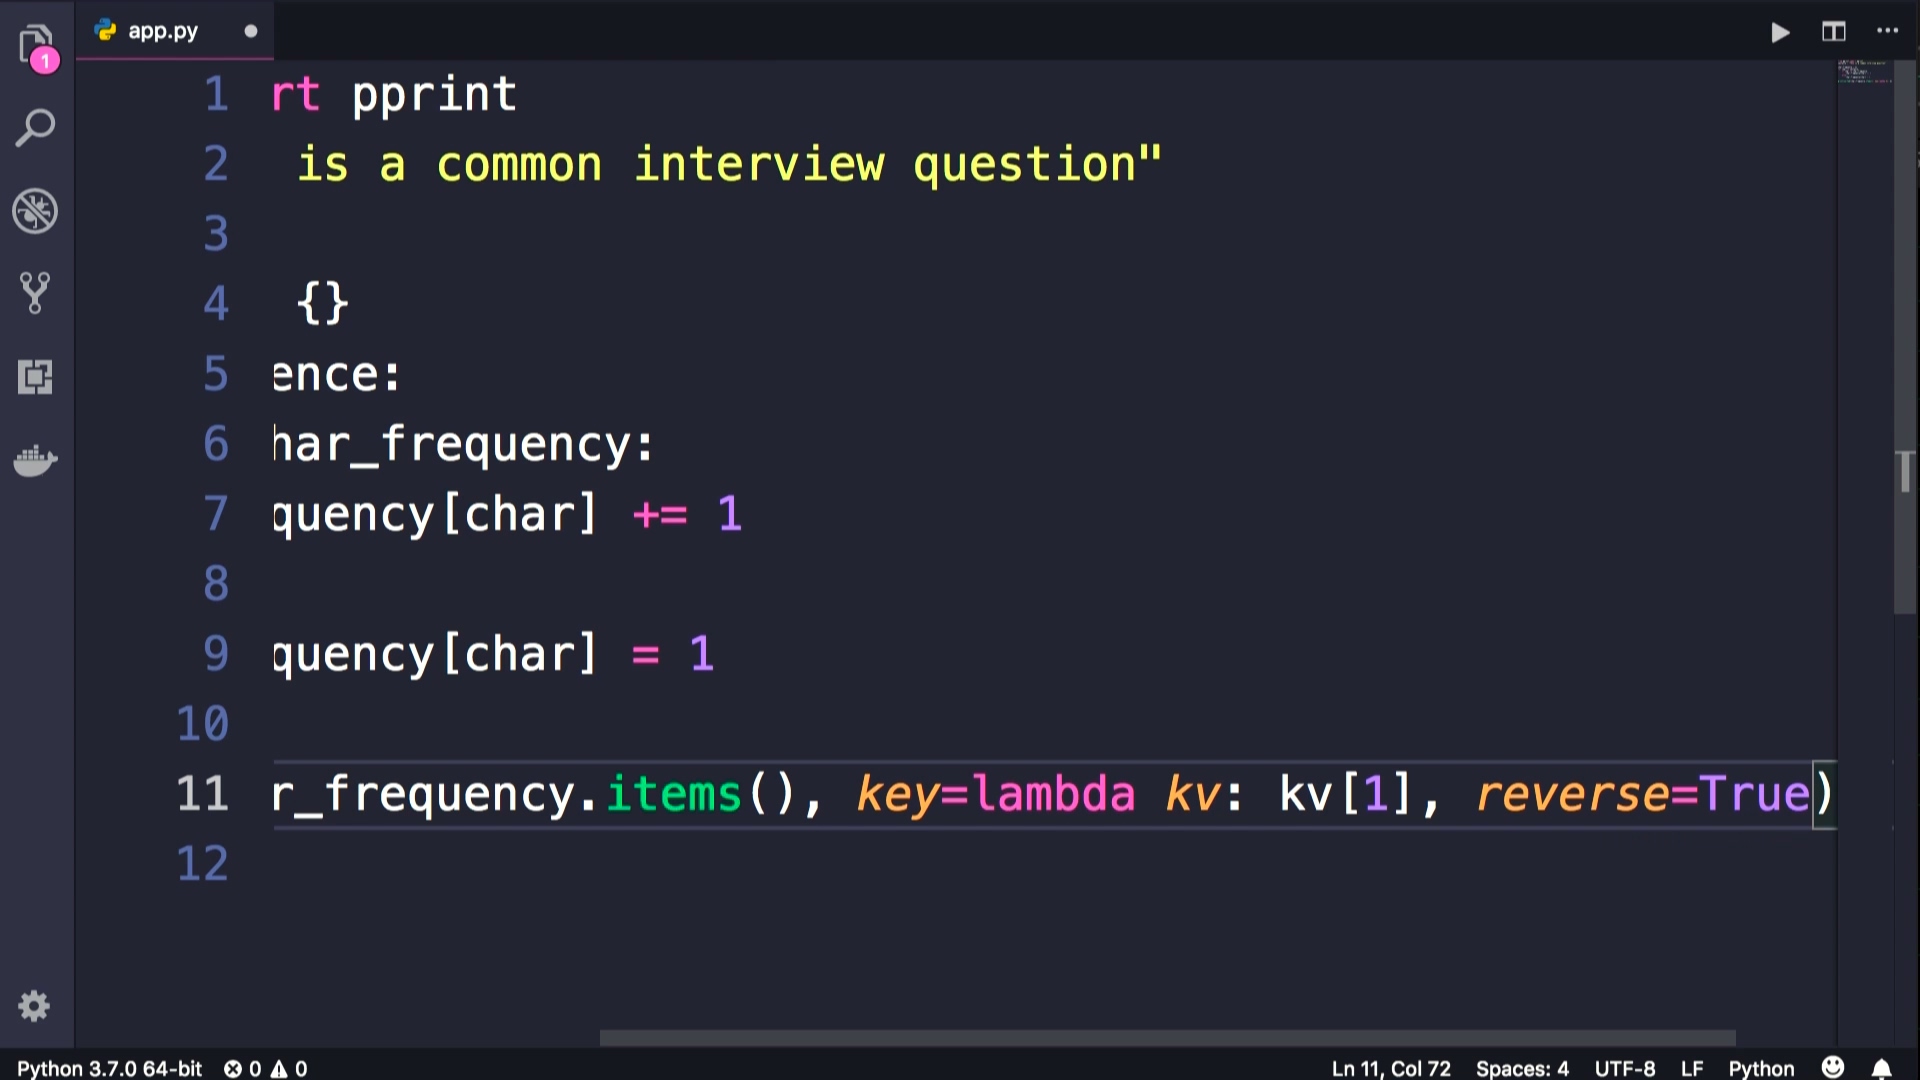 1
app.py
1 rt pprint
2 is a common interview question"
3
4 {}
5 ence:
6 har_frequency:
7 quency[char] += 1
8
9 quency[char] = 1
10
11 r_frequency.items(), key=lambda kv: kv[1], reverse=True)
12
Python 3.7.0 64-bit 0 0 Ln 11, Col 72 Spaces: 4 UTF-8 LF Python